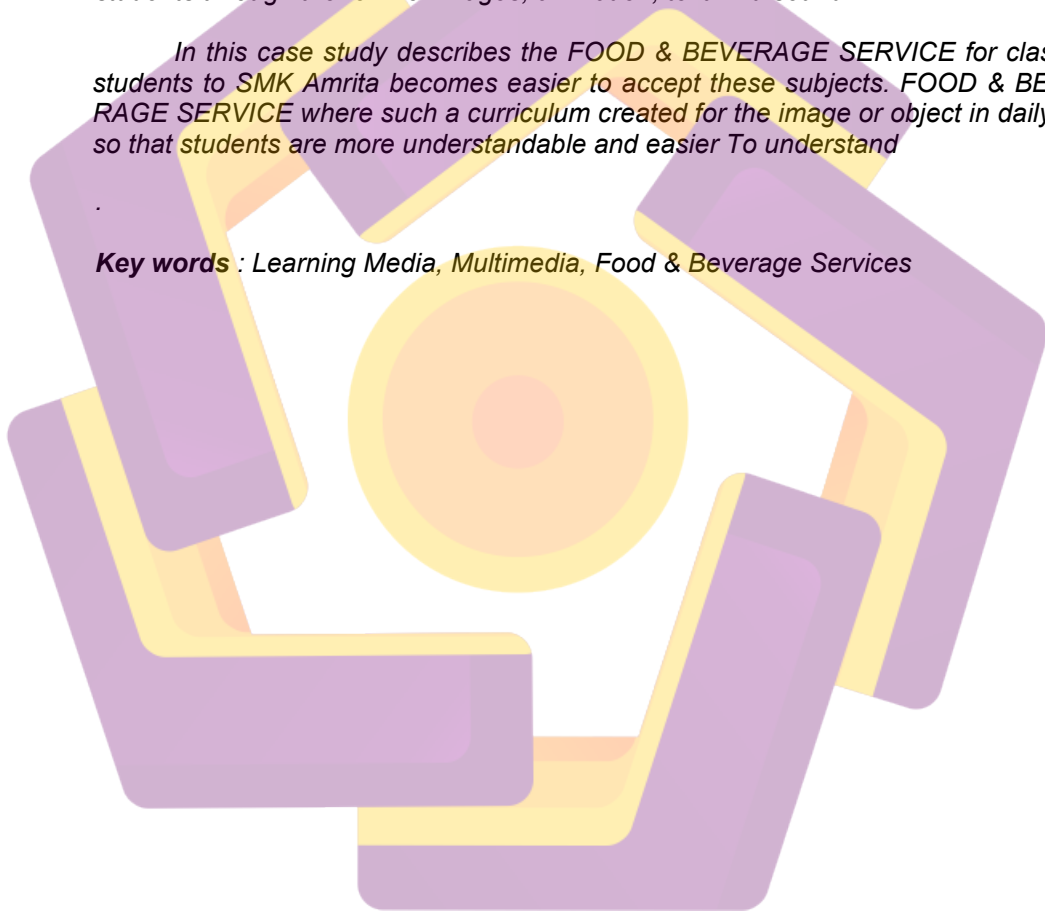 In this case study describes the FOOD & BEVERAGE SERVICE for clas
students to SMK Amrita becomes easier to accept these subjects. FOOD & BE
RAGE SERVICE where such a curriculum created for the image or object in daily
so that students are more understandable and easier To understand
.
Key words : Learning Media, Multimedia, Food & Beverage Services